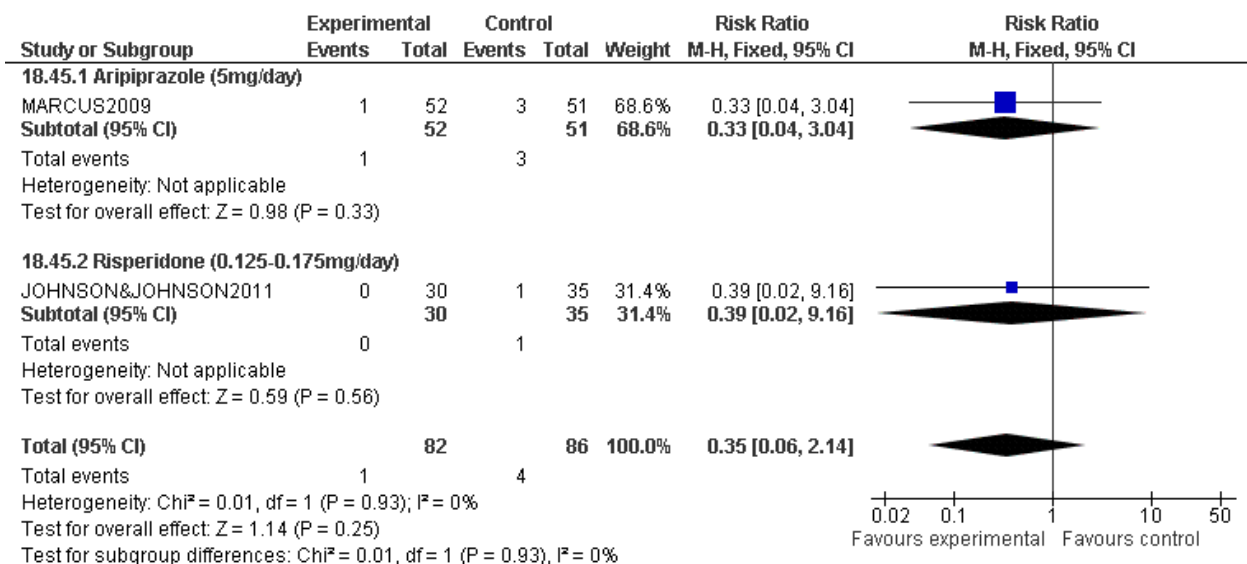 Experimental Control Risk Ratio Risk Ratio
Study or Subgroup Events Total Events Total Weight M-H, Fixed, 95% CI M-H, Fixed, 95% CI
18.45.1 Aripiprazole (5mg/day)
MARCUS2009 1 52 3 51 68.6% 0.33 [0.04, 3.04]
Subtotal (95% CI) 52 51 68.6% 0.33 [0.04, 3.04]
Total events 1 3
Heterogeneity: Not applicable
Test for overall effect: Z = 0.98 (P = 0.33)
18.45.2 Risperidone (0.125-0.175mg/day)
JOHNSON&JOHNSON2011 0 30 1 35 31.4% 0.39 [0.02, 9.16]
Subtotal (95% CI) 30 35 31.4% 0.39 [0.02, 9.16]
Total events 0 1
Heterogeneity: Not applicable
Test for overall effect: Z = 0.59 (P = 0.56)
Total (95% CI) 82 86 100.0% 0.35 [0.06, 2.14]
Total events 1 4
Heterogeneity: Chi² = 0.01, df = 1 (P = 0.93); I² = 0%
Test for overall effect: Z = 1.14 (P = 0.25)
Test for subgroup differences: Chi² = 0.01, df = 1 (P = 0.93), I² = 0%
0.02 0.1 1 10 50
Favours experimental Favours control